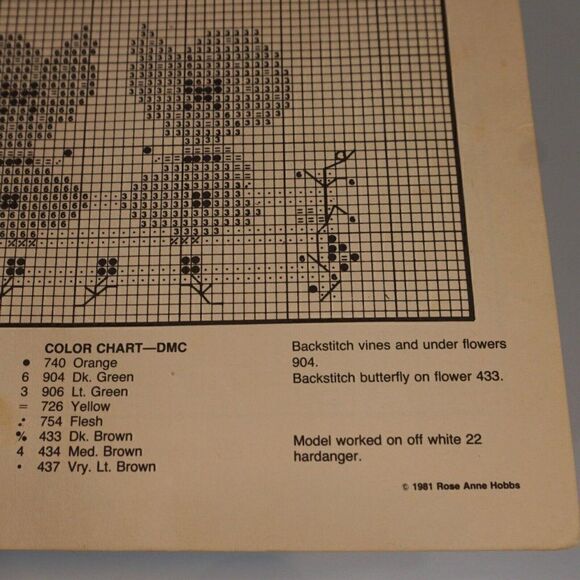 COLOR CHART—DMC
● 740 Orange
6 904 Dk. Green
3 906 Lt. Green
= 726 Yellow
⋰ 754 Flesh
% 433 Dk. Brown
4 434 Med. Brown
• 437 Vry. Lt. Brown
Backstitch vines and under flowers
904.
Backstitch butterfly on flower 433.
Model worked on off white 22
hardanger.
© 1981 Rose Anne Hobbs